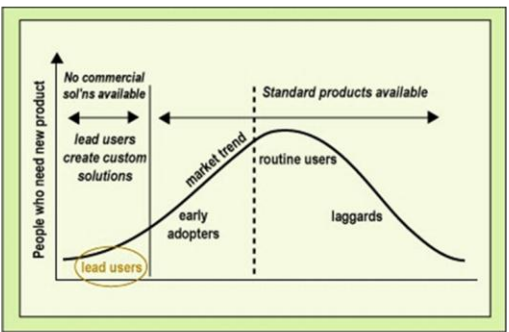 No commercial
sol'ns available
Standard products available
lead users
create custom
solutions
market trend
routine users
early
adopters
laggards
lead users
People who need new product